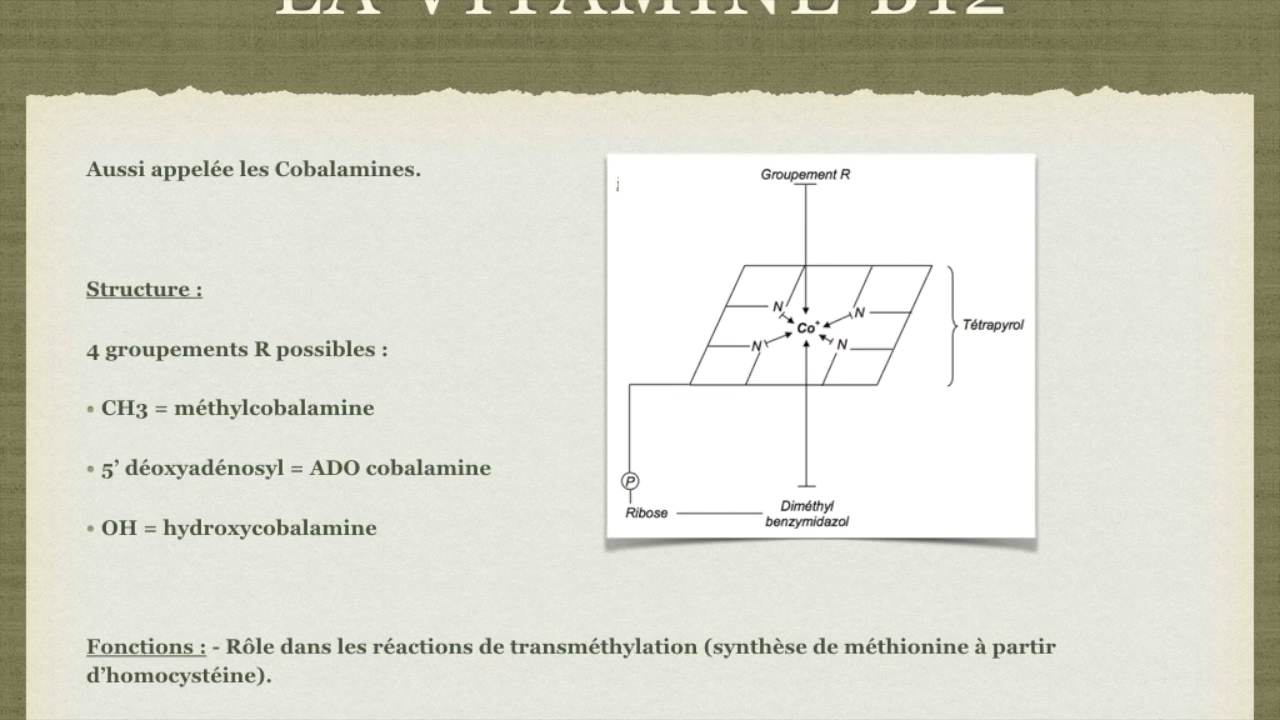 LA VITAMINE B12
Aussi appelée les Cobalamines.
Structure :
4 groupements R possibles :
• CH3 = méthylcobalamine
• 5’ déoxyadénosyl = ADO cobalamine
• OH = hydroxycobalamine
Groupement R
N
N
Co+
N
N
Tétrapyrol
P
Ribose
Diméthyl
benzymidazol
Fonctions : - Rôle dans les réactions de transméthylation (synthèse de méthionine à partir
d’homocystéine).